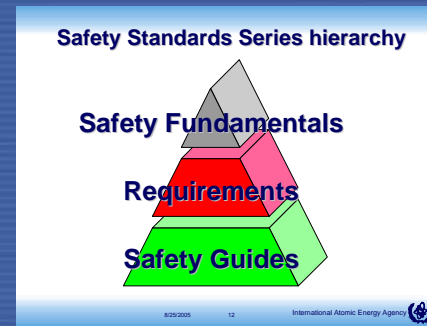 Safety Standards Series hierarchy
Safety Fundamentals
Requirements
Safety Guides
8/25/2005 12 International Atomic Energy Agency